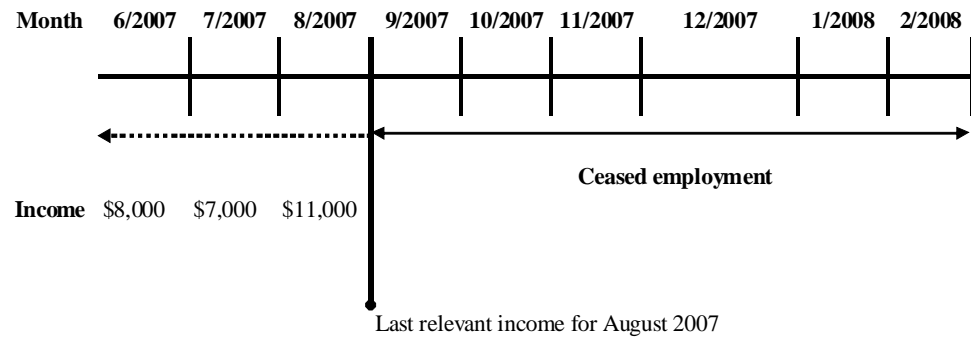 Month 6/2007 7/2007 8/2007 9/2007 10/2007 11/2007 12/2007 1/2008 2/2008
Ceased employment
Income $8,000 $7,000 $11,000
Last relevant income for August 2007